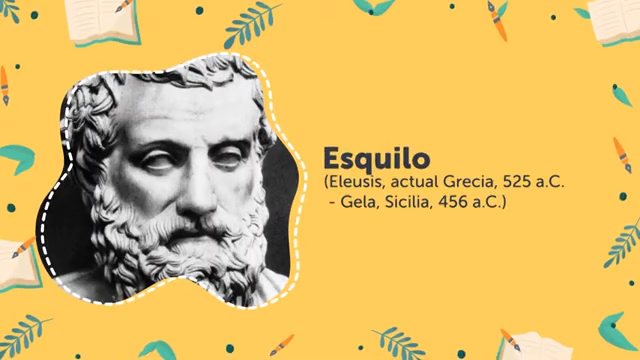 Esquilo
(Eleusis, actual Grecia, 525 a.C.
- Gela, Sicilia, 456 a.C.)